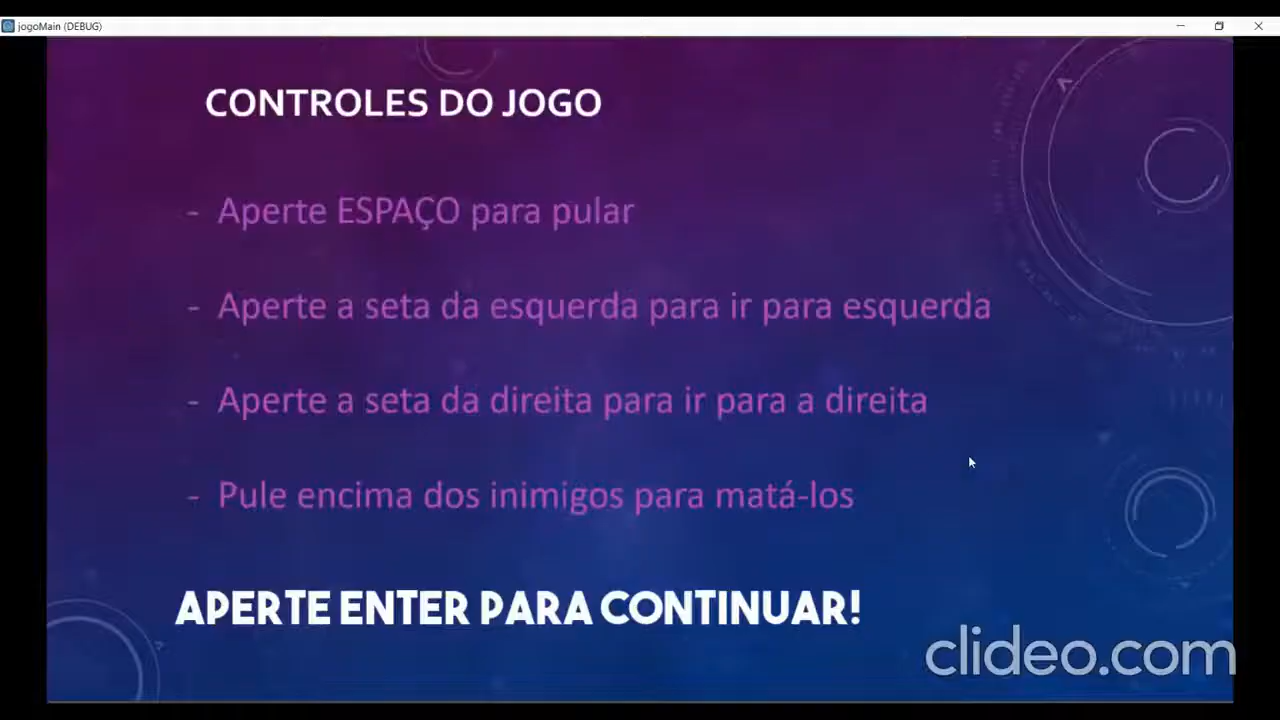 jogoMain (DEBUG)
CONTROLES DO JOGO
- Aperte ESPAÇO para pular
- Aperte a seta da esquerda para ir para esquerda
- Aperte a seta da direita para ir para a direita
- Pule encima dos inimigos para matá-los
APERTE ENTER PARA CONTINUAR!
clideo.com